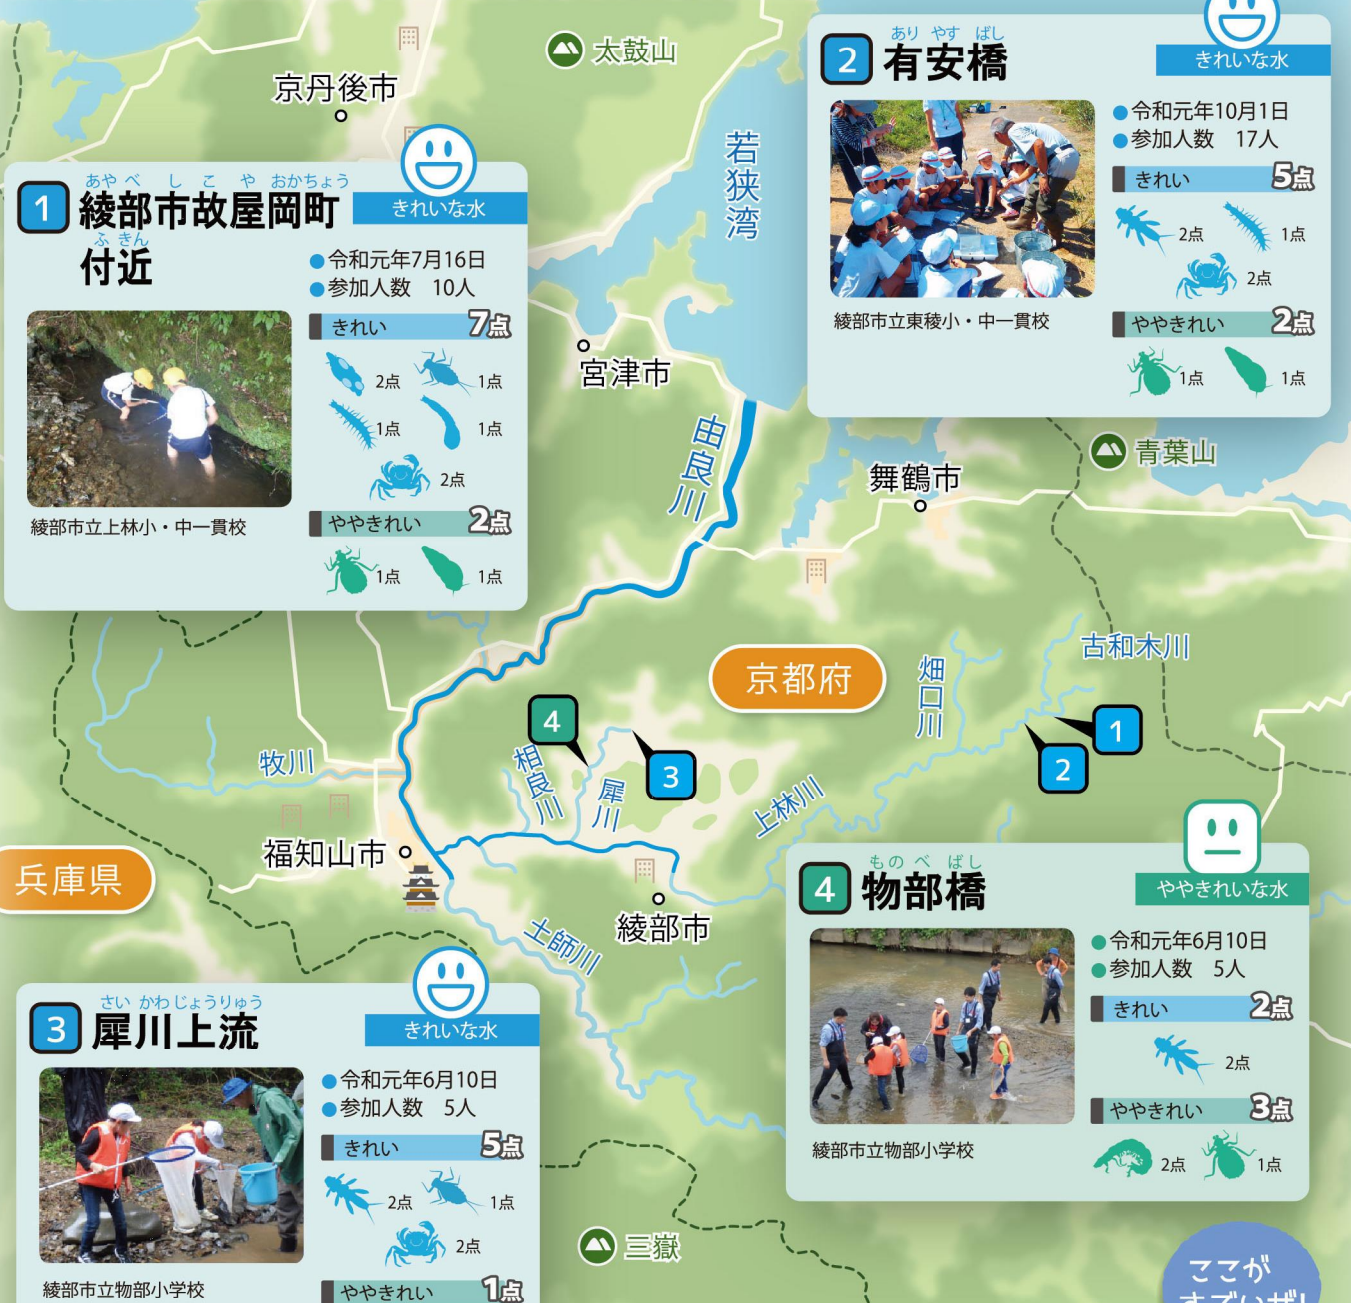 太鼓山
京丹後市
若狭湾
宮津市
由良川
舞鶴市
青葉山
古和木川
畑口川
京都府
相良川
犀川
牧川
上林川
福知山市
兵庫県
綾部市
土師川
三嶽
4
3
1
2
1
あやべ しこやおかちょう
綾部市故屋岡町
ふきん
付近
きれいな水
●令和元年7月16日
●参加人数 10人
きれい 7点
2点 1点
1点 1点
2点
ややきれい 2点
1点 1点
綾部市立上林小・中一貫校
2
ありやすばし
有安橋
きれいな水
●令和元年10月1日
●参加人数 17人
きれい 5点
2点 1点
2点
ややきれい 2点
1点 1点
綾部市立東稜小・中一貫校
3
さいかわじょうりゅう
犀川上流
きれいな水
●令和元年6月10日
●参加人数 5人
きれい 5点
2点 1点
2点
ややきれい 1点
綾部市立物部小学校
4
ものべばし
物部橋
ややきれいな水
●令和元年6月10日
●参加人数 5人
きれい 2点
2点
ややきれい 3点
2点 1点
綾部市立物部小学校
ここが